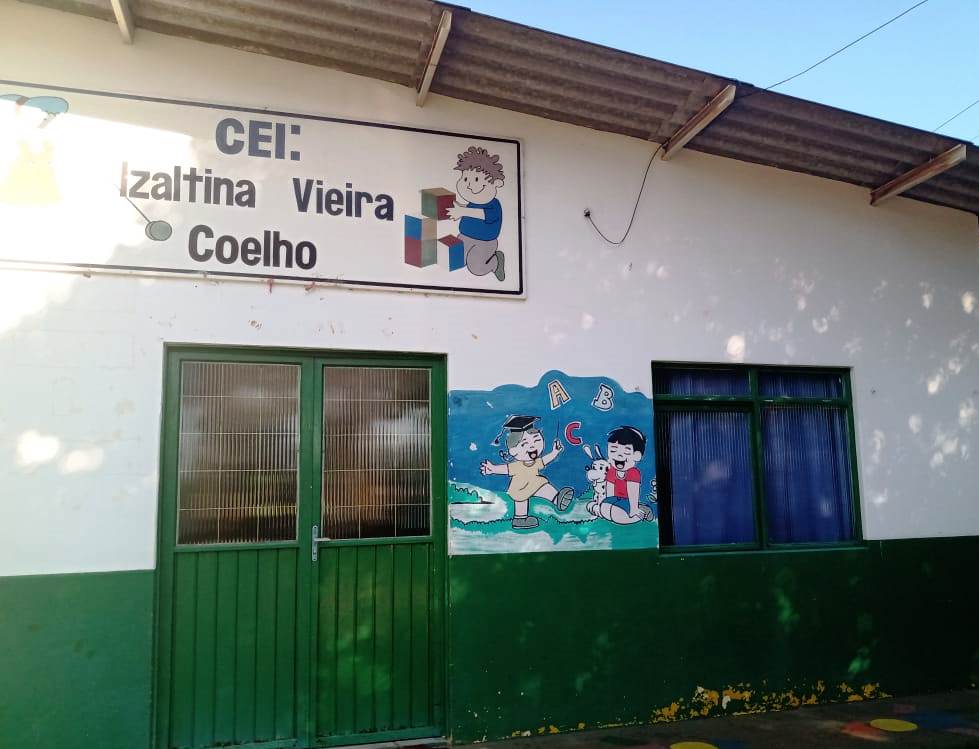 CEI:
Izaltina Vieira
Coelho
A B
C